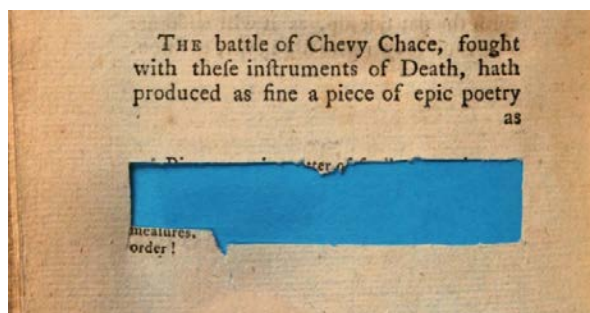 THE battle of Chevy Chace, fought
with theſe inſtruments of Death, hath
produced as fine a piece of epic poetry
as
of
meaſures.
order!